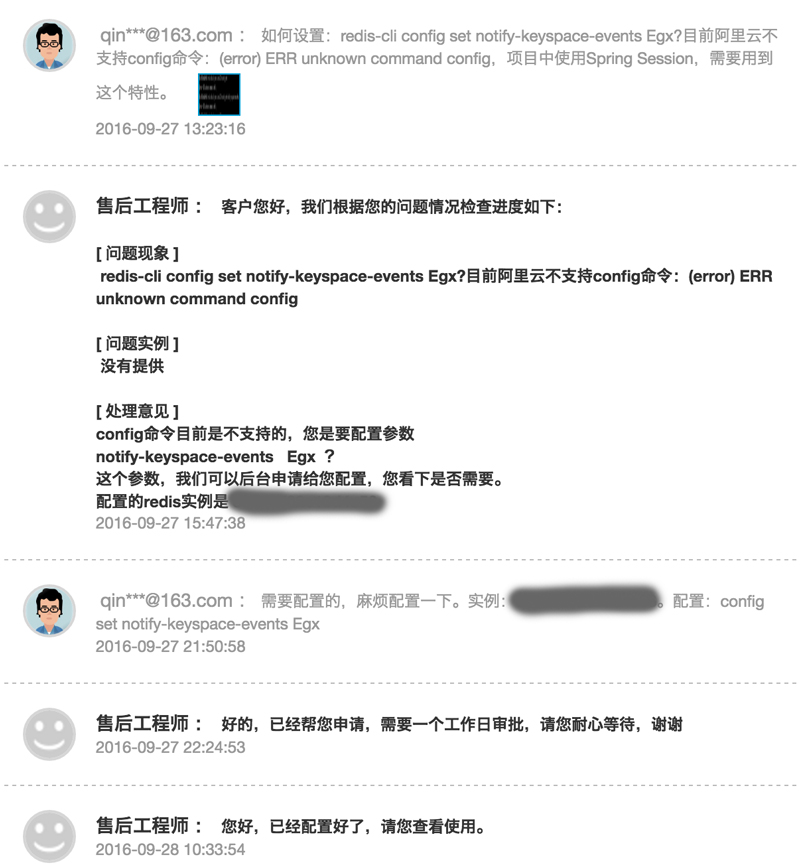 qin***@163.com： 如何设置：redis-cli config set notify-keyspace-events Egx?目前阿里云不
支持config命令：(error) ERR unknown command config，项目中使用Spring Session，需要用到
这个特性。
2016-09-27 13:23:16
售后工程师： 客户您好，我们根据您的问题情况检查进度如下：
[ 问题现象 ]
redis-cli config set notify-keyspace-events Egx?目前阿里云不支持config命令：(error) ERR
unknown command config
[ 问题实例 ]
没有提供
[ 处理意见 ]
config命令目前是不支持的，您是要配置参数
notify-keyspace-events Egx ？
这个参数，我们可以后台申请给您配置，您看下是否需要。
配置的redis实例是
2016-09-27 15:47:38
qin***@163.com： 需要配置的，麻烦配置一下。实例：。配置：config
set notify-keyspace-events Egx
2016-09-27 21:50:58
售后工程师： 好的，已经帮您申请，需要一个工作日审批，请您耐心等待，谢谢
2016-09-27 22:24:53
售后工程师： 您好，已经配置好了，请您查看使用。
2016-09-28 10:33:54